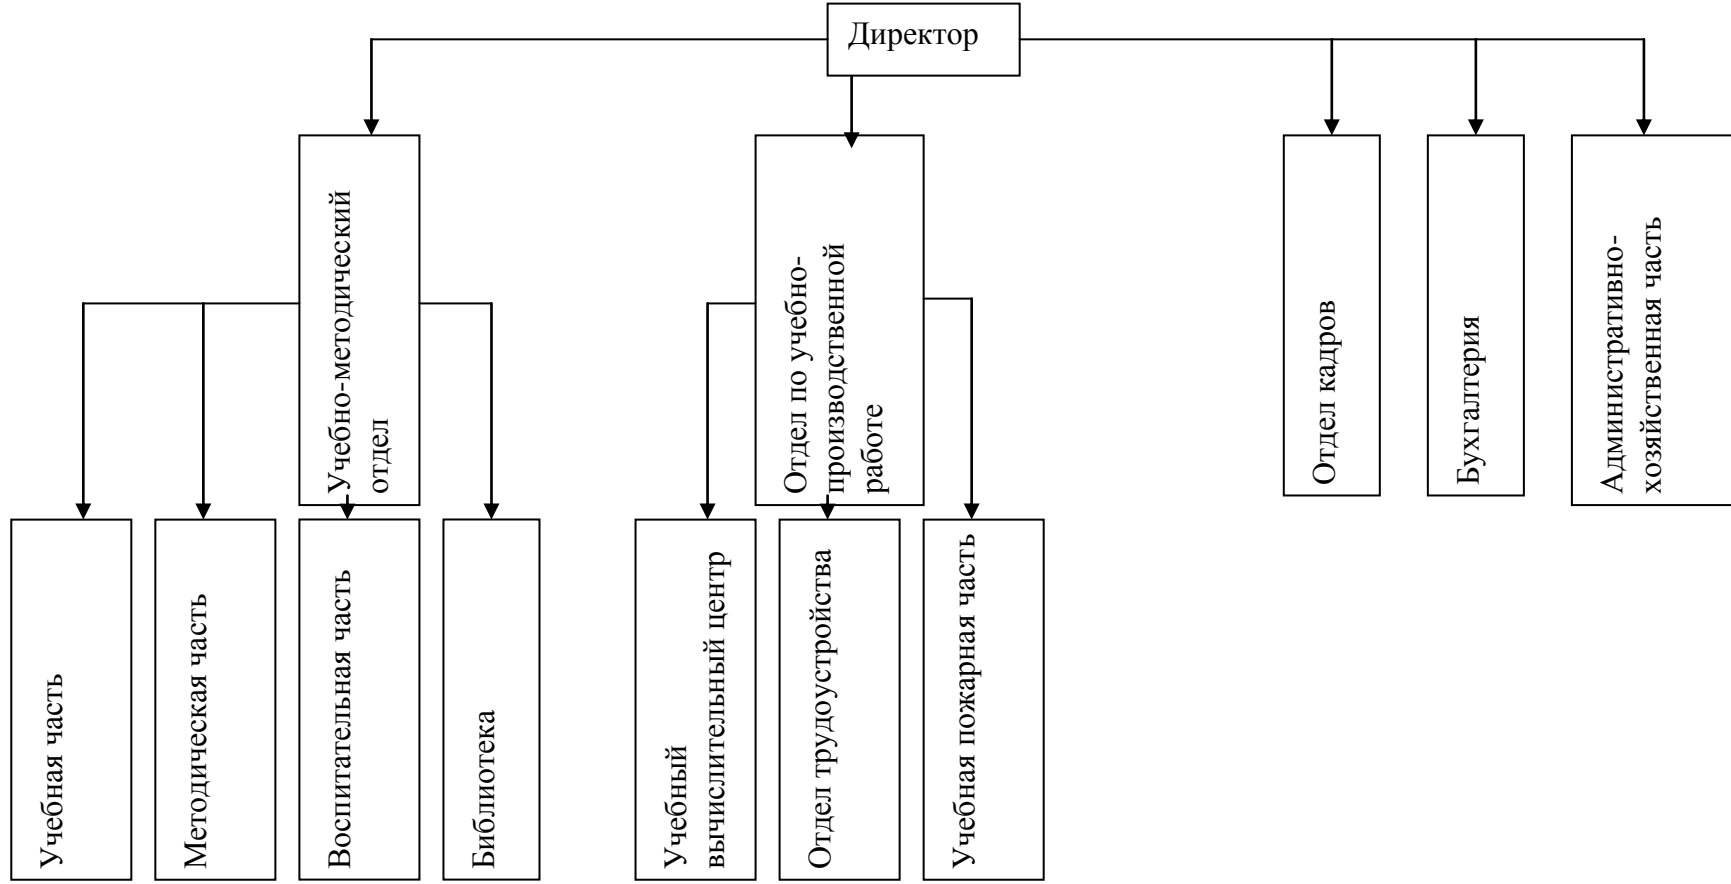 Директор
Учебно-методический
отдел
Отдел по учебно-
производственной
работе
Отдел кадров
Бухгалтерия
Административно-
хозяйственная часть
Учебная часть
Методическая часть
Воспитательная часть
Библиотека
Учебный
вычислительный центр
Отдел трудоустройства
Учебная пожарная часть